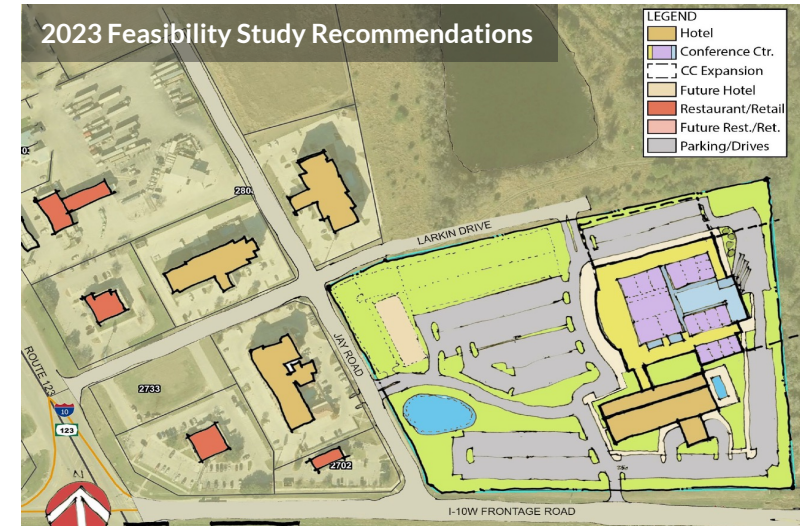 2023 Feasibility Study Recommendations
LEGEND
Hotel
Conference Ctr.
CC Expansion
Future Hotel
Restaurant/Retail
Future Rest./Ret.
Parking/Drives
LARKIN DRIVE
JAY ROAD
ROUTE 123
2733
10
123
2702
N
I-10W FRONTAGE ROAD